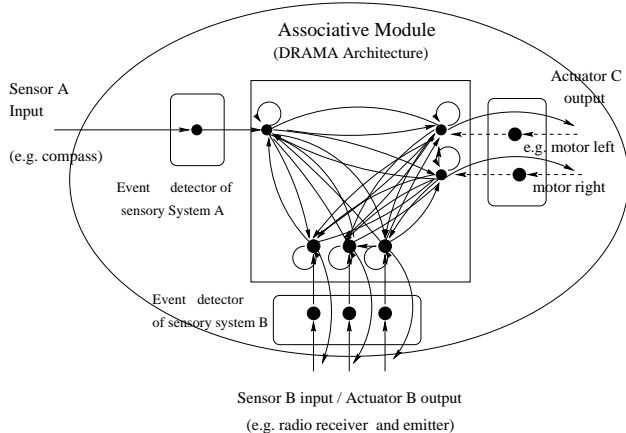 Associative Module
(DRAMA Architecture)
Sensor A
Input
(e.g. compass)
Event detector of
sensory System A
Actuator C
output
e.g. motor left
motor right
Event detector
of sensory system B
Sensor B input / Actuator B output
(e.g. radio receiver and emitter)